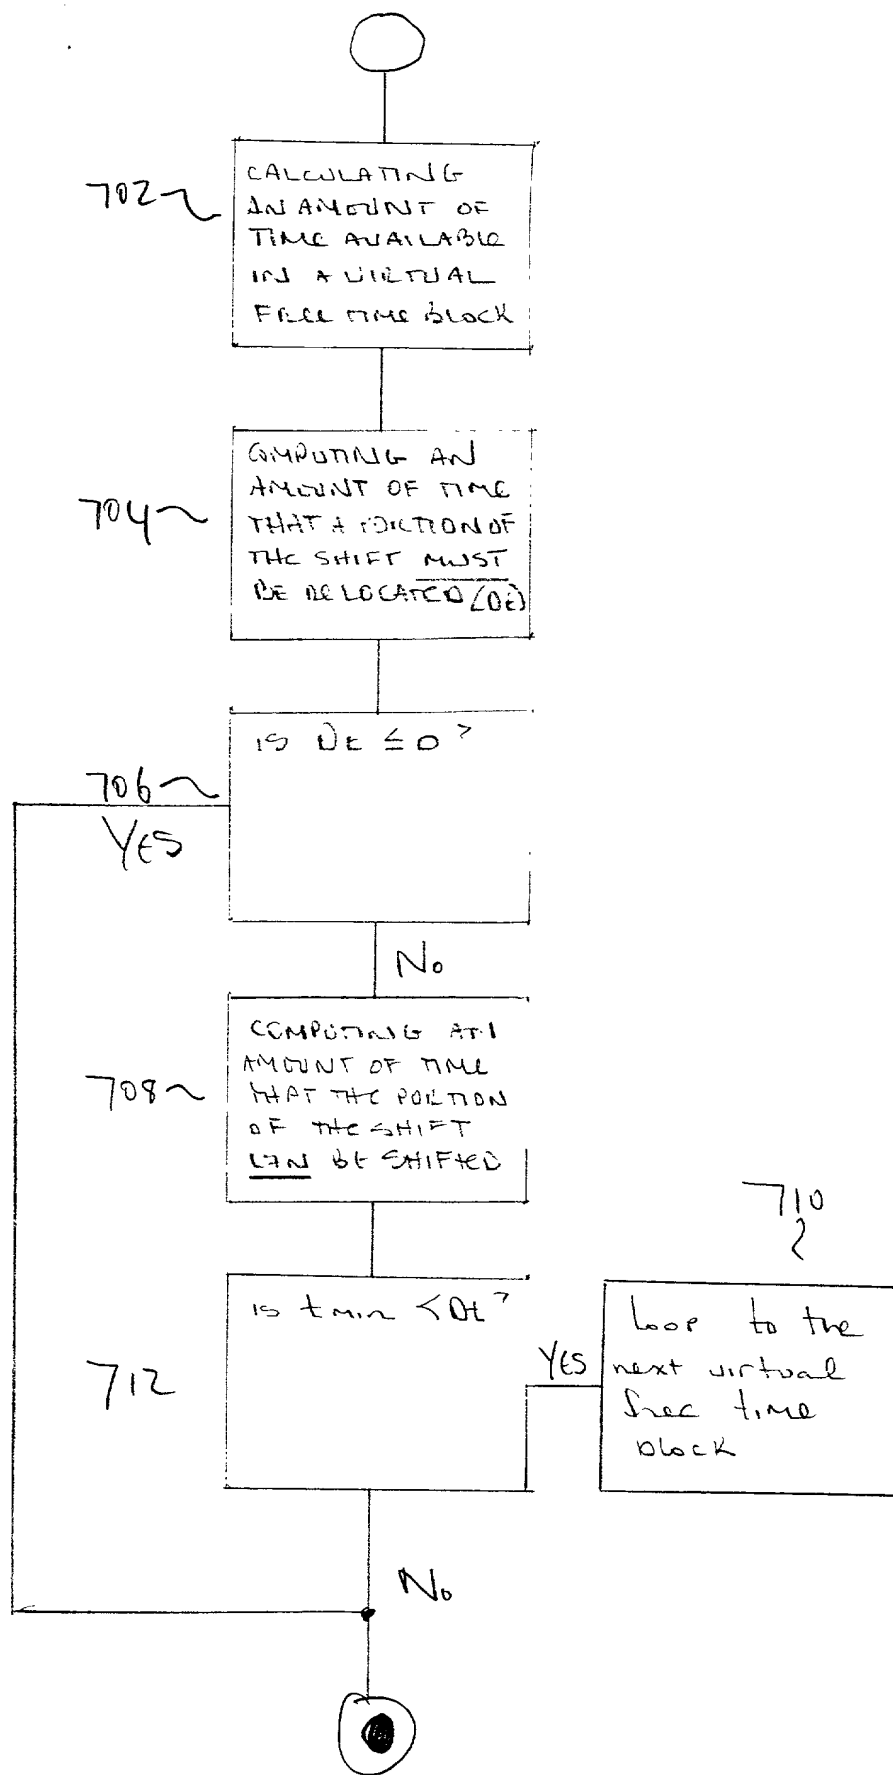 702
CALCULATING
AN AMOUNT OF
TIME AVAILABLE
IN A VIRTUAL
FREE TIME BLOCK
704
COMPUTING AN
AMOUNT OF TIME
THAT A PORTION OF
THE SHIFT MUST
BE RELOCATED (Dt)
706
is Dt ≤ 0 ?
YES
No
708
COMPUTING AN
AMOUNT OF TIME
THAT THE PORTION
OF THE SHIFT
CAN BE SHIFTED
710
712
is tmin < Dt ?
YES
Loop to the
next virtual
free time
block
No